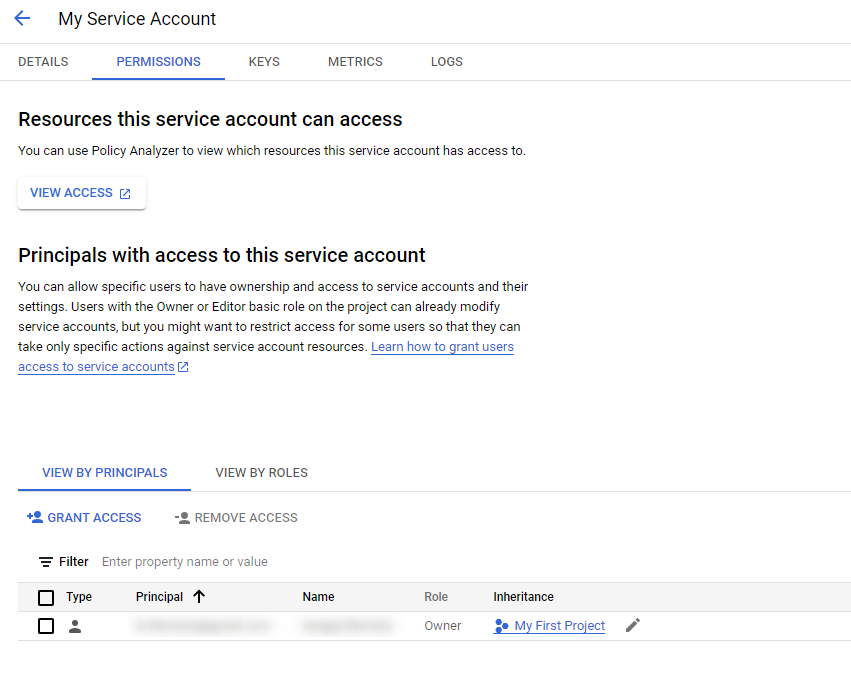 My Service Account
DETAILS PERMISSIONS KEYS METRICS LOGS
Resources this service account can access
You can use Policy Analyzer to view which resources this service account has access to.
VIEW ACCESS
Principals with access to this service account
You can allow specific users to have ownership and access to service accounts and their
settings. Users with the Owner or Editor basic role on the project can already modify
service accounts, but you might want to restrict access for some users so that they can
take only specific actions against service account resources. Learn how to grant users
access to service accounts
VIEW BY PRINCIPALS VIEW BY ROLES
GRANT ACCESS REMOVE ACCESS
Filter Enter property name or value
Type Principal Name Role Inheritance
Owner My First Project